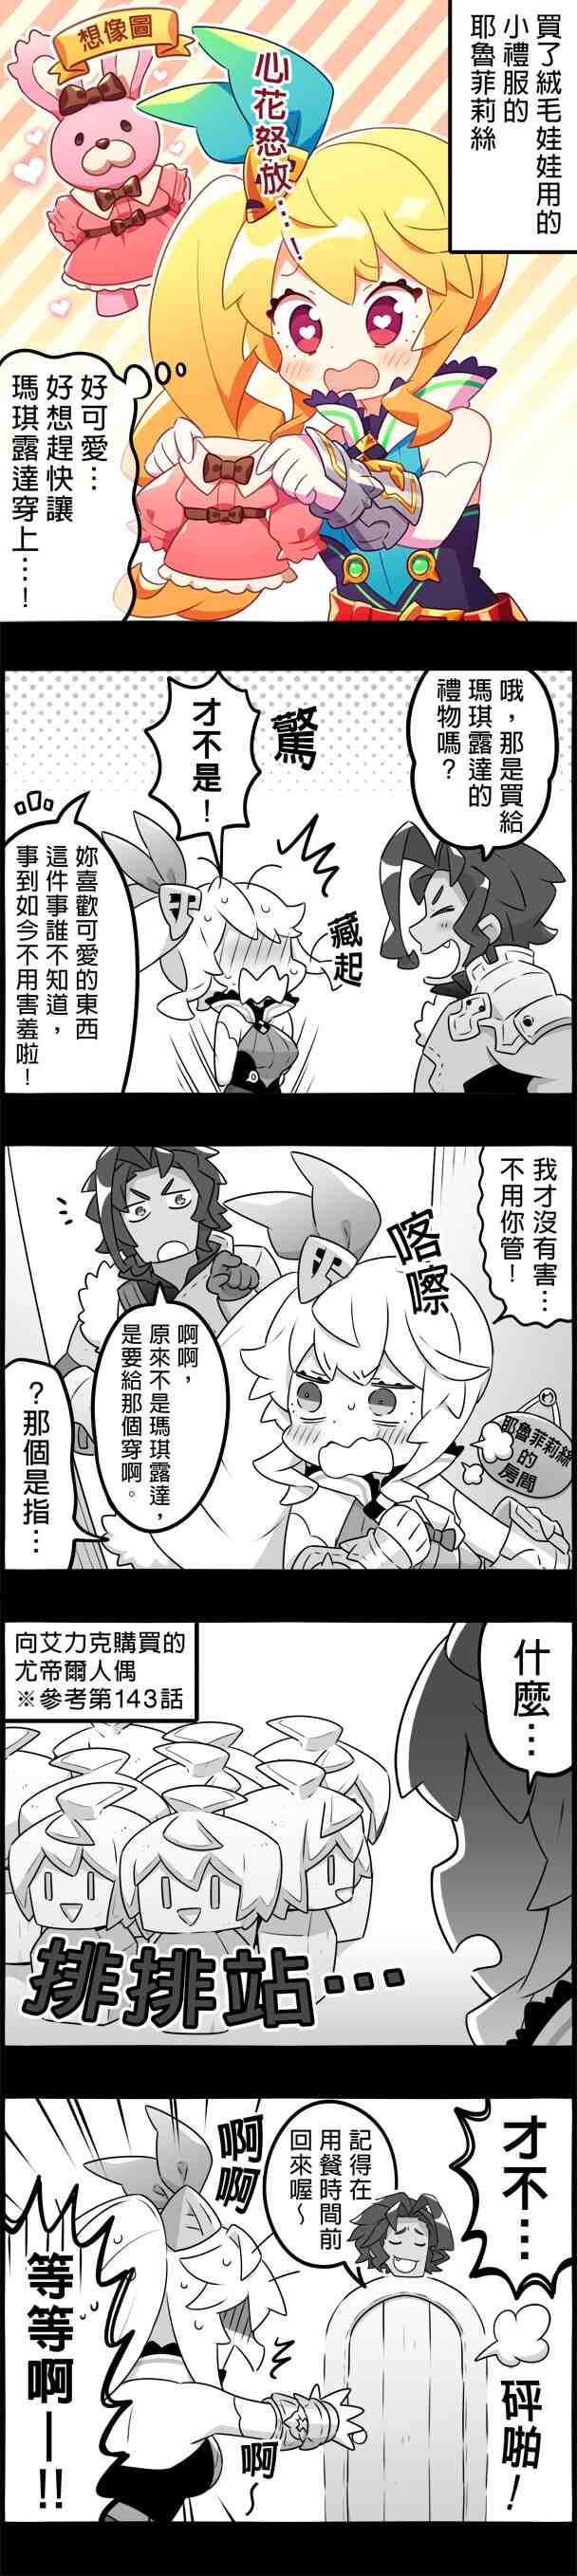 買了絨毛娃娃用的
小禮服的
耶魯菲莉絲
想像圖
心花怒放…！
好可愛…
好想趕快讓
瑪琪露達穿上…！
哦，那是買給
瑪琪露達的
禮物嗎？
驚
才不是！
藏起
妳喜歡可愛的東西
這件事誰不知道，
事到如今不用害羞啦！
我才沒有害…
不用你管！
喀嚓
耶魯菲莉絲
的
房間
啊啊，
原來不是瑪琪露達，
是要給那個穿啊。
？那個是指…
什麼…
向艾力克購買的
尤帝爾人偶
※參考第143話
排排站…
才不…
記得在
用餐時間前
回來喔～
砰啪！
啊啊
啊～
等等啊—!!